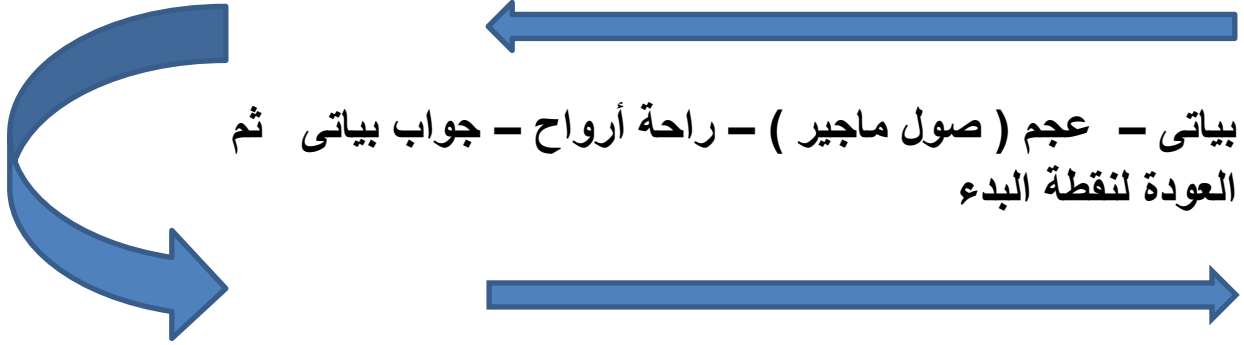 بياتى – عجم ( صول ماجير ) – راحة أرواح – جواب بياتى ثم
العودة لنقطة البدء